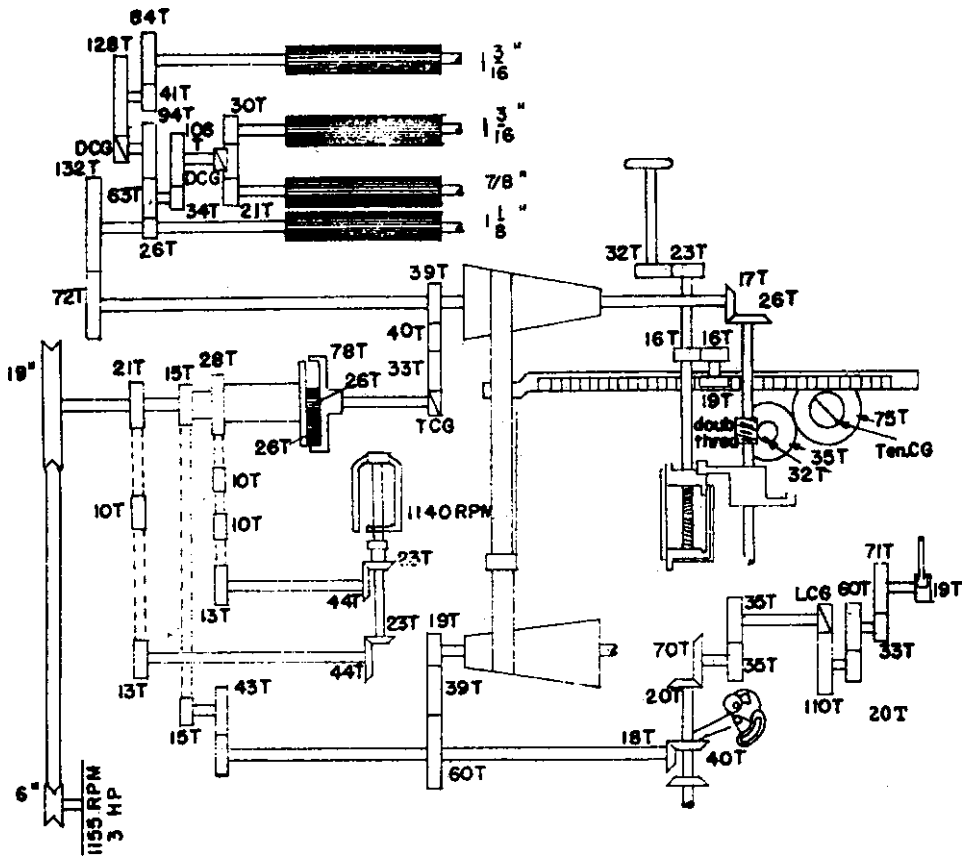 84T
128T
1 3/16"
41T
94T
30T
106
T
1 3/16"
DCG
DCG
132T
63T
7/8"
34T
21T
1 1/8"
26T
32T
23T
39T
17T
26T
72T
40T
16T
16T
19"
21T
15T
28T
78T
33T
26T
19T
TCG
doubl
thred
75T
26T
35T
Ten.CG
32T
10T
10T
10T
1140 RPM
23T
71T
13T
44T
35T
LCG
60T
19T
23T
19T
70T
35T
33T
13T
44T
43T
39T
20T
110T
20T
15T
18T
40T
60T
6"
1155 RPM
3 HP